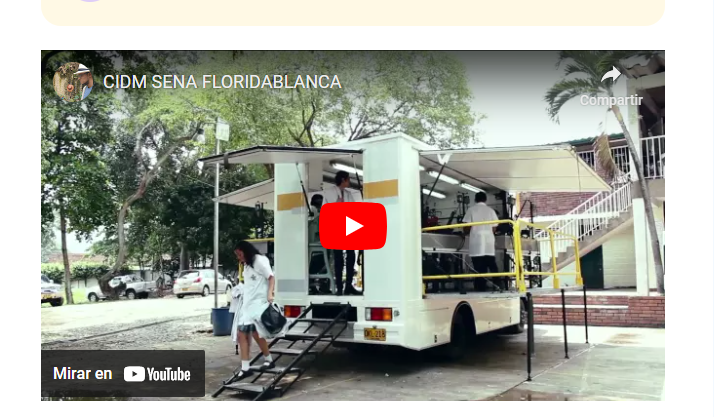 CIDM SENA FLORIDABLANCA
Compartir
Mirar en YouTube